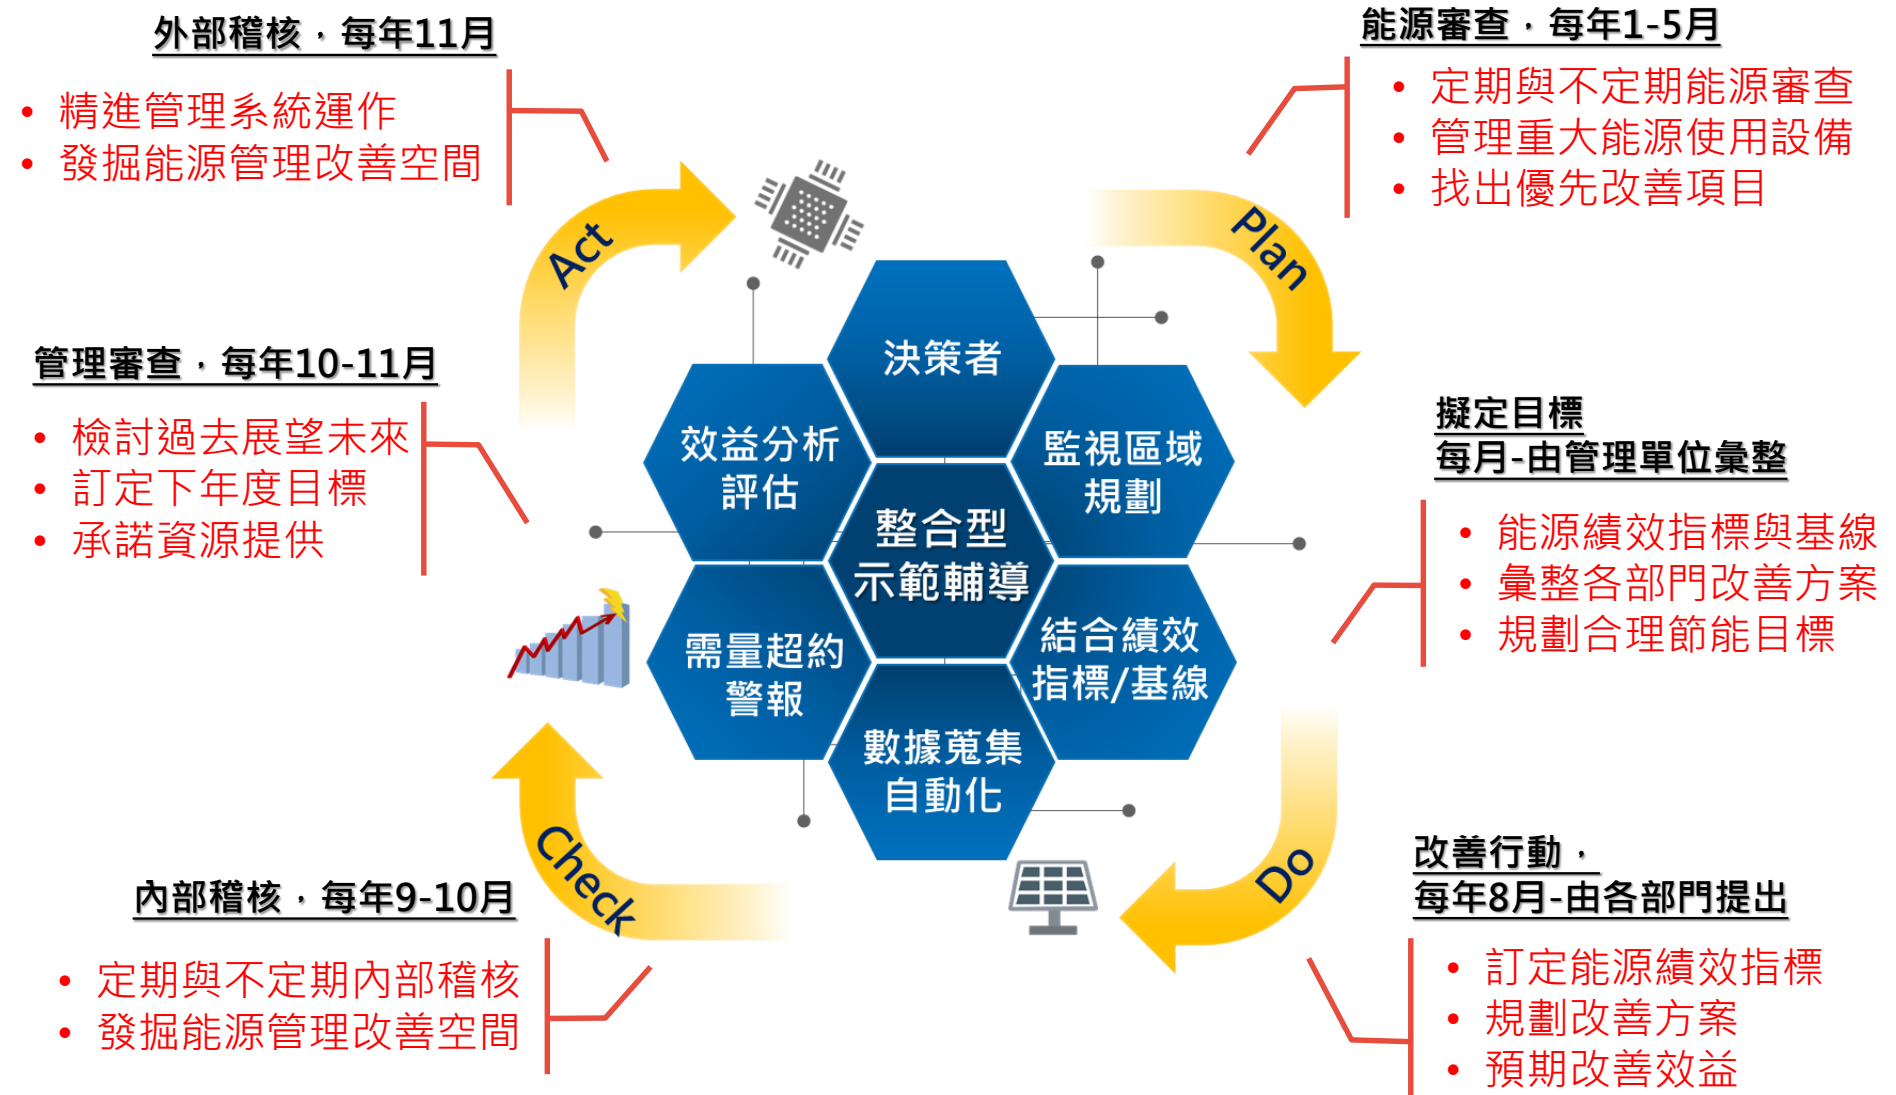 外部稽核，每年11月
• 精進管理系統運作
• 發掘能源管理改善空間
能源審查，每年1-5月
• 定期與不定期能源審查
• 管理重大能源使用設備
• 找出優先改善項目
Act
Plan
管理審查，每年10-11月
• 檢討過去展望未來
• 訂定下年度目標
• 承諾資源提供
決策者
效益分析
評估
監視區域
規劃
整合型
示範輔導
需量超約
警報
結合績效
指標/基線
數據蒐集
自動化
擬定目標
每月-由管理單位彙整
• 能源績效指標與基線
• 彙整各部門改善方案
• 規劃合理節能目標
Check
Do
內部稽核，每年9-10月
• 定期與不定期內部稽核
• 發掘能源管理改善空間
改善行動，
每年8月-由各部門提出
• 訂定能源績效指標
• 規劃改善方案
• 預期改善效益